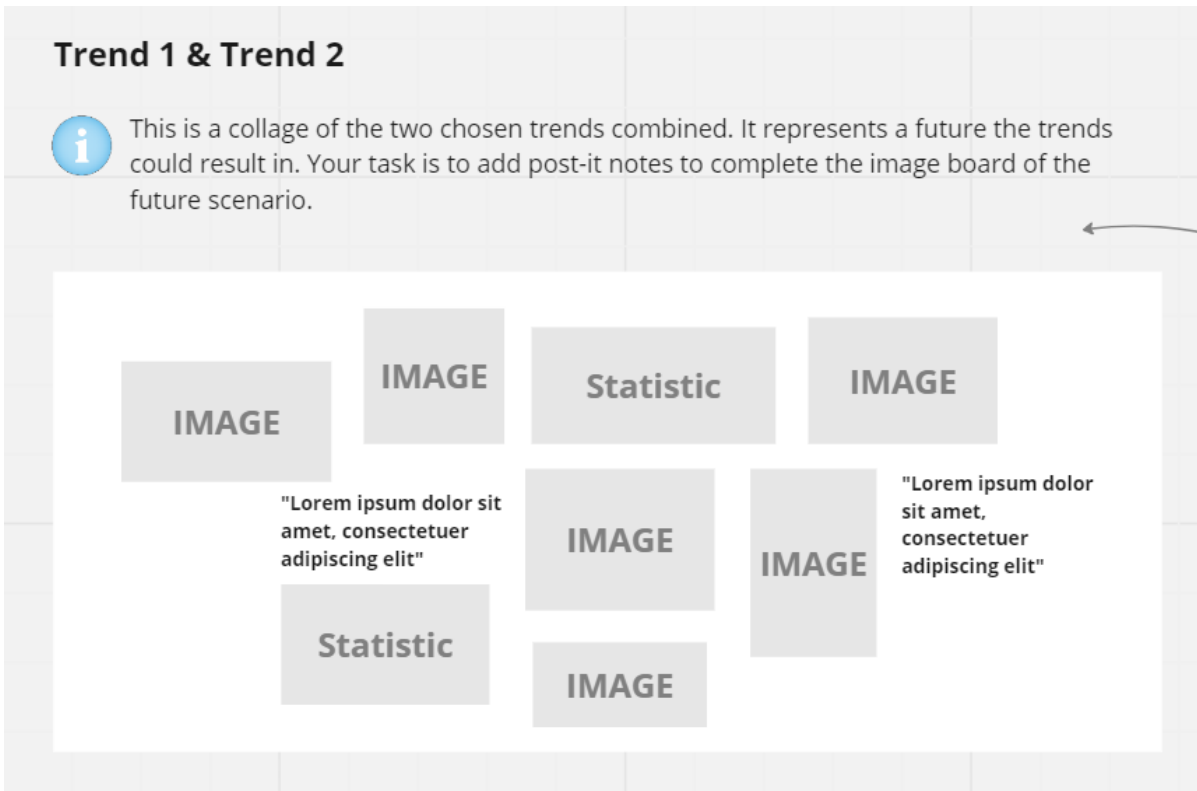 Trend 1 & Trend 2
i
This is a collage of the two chosen trends combined. It represents a future the trends
could result in. Your task is to add post-it notes to complete the image board of the
future scenario.
IMAGE
IMAGE
Statistic
IMAGE
"Lorem ipsum dolor sit
amet, consectetuer
adipiscing elit"
IMAGE
IMAGE
"Lorem ipsum dolor
sit amet,
consectetuer
adipiscing elit"
Statistic
IMAGE